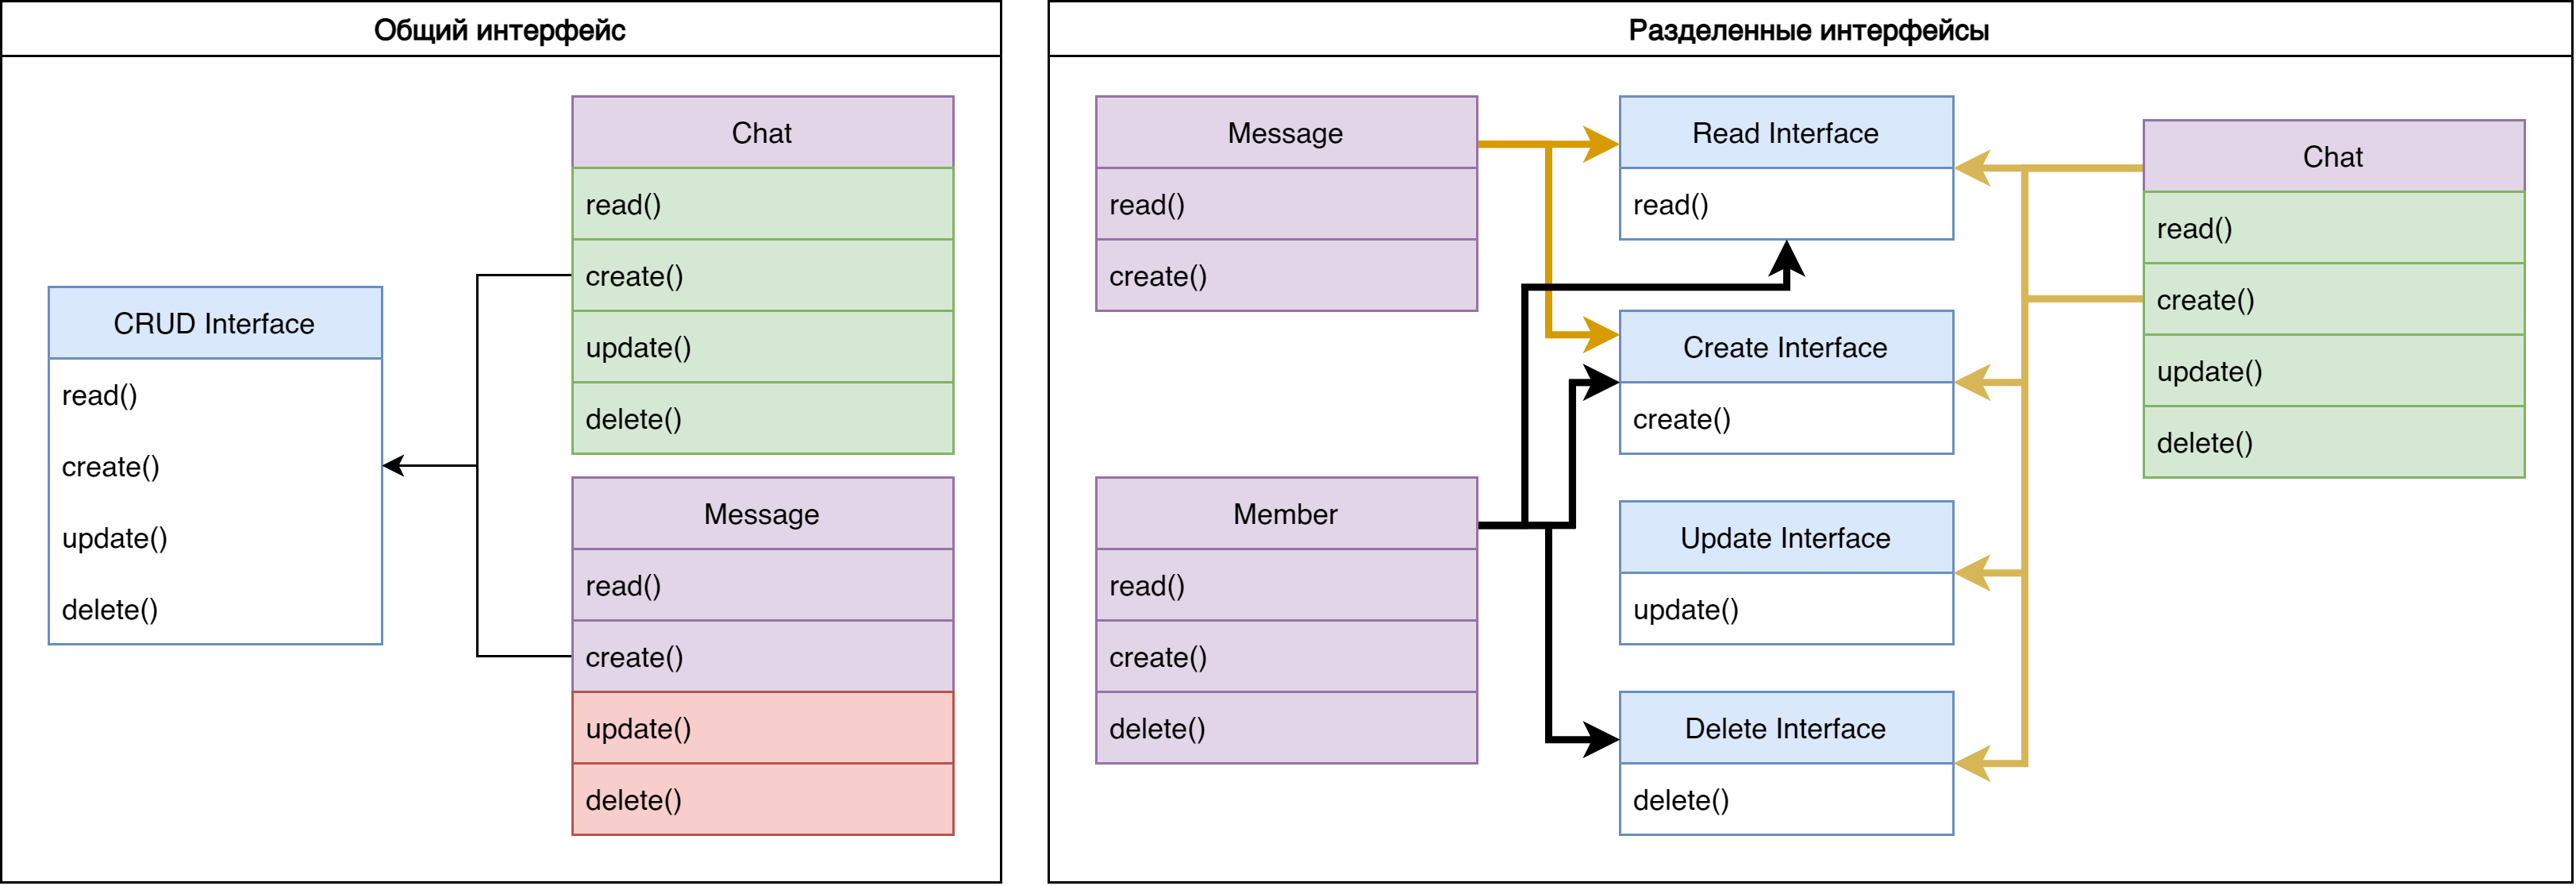 Общий интерфейс
CRUD Interface
read()
create()
update()
delete()
Chat
read()
create()
update()
delete()
Message
read()
create()
update()
delete()
Разделенные интерфейсы
Message
read()
create()
Member
read()
create()
delete()
Read Interface
read()
Create Interface
create()
Update Interface
update()
Delete Interface
delete()
Chat
read()
create()
update()
delete()